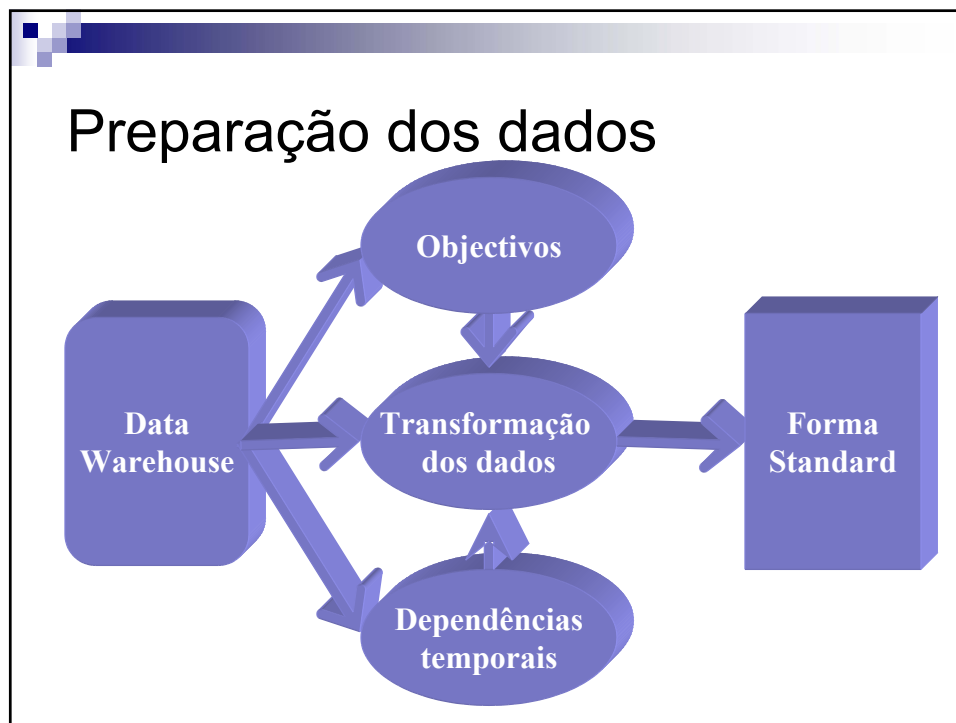 Preparação dos dados
Objectivos
Data
Warehouse
Transformação
dos dados
Forma
Standard
Dependências
temporais